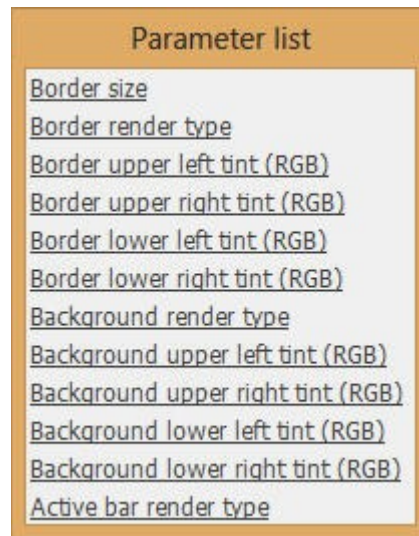 Parameter list
Border size
Border render type
Border upper left tint (RGB)
Border upper right tint (RGB)
Border lower left tint (RGB)
Border lower right tint (RGB)
Background render type
Background upper left tint (RGB)
Background upper right tint (RGB)
Background lower left tint (RGB)
Background lower right tint (RGB)
Active bar render type